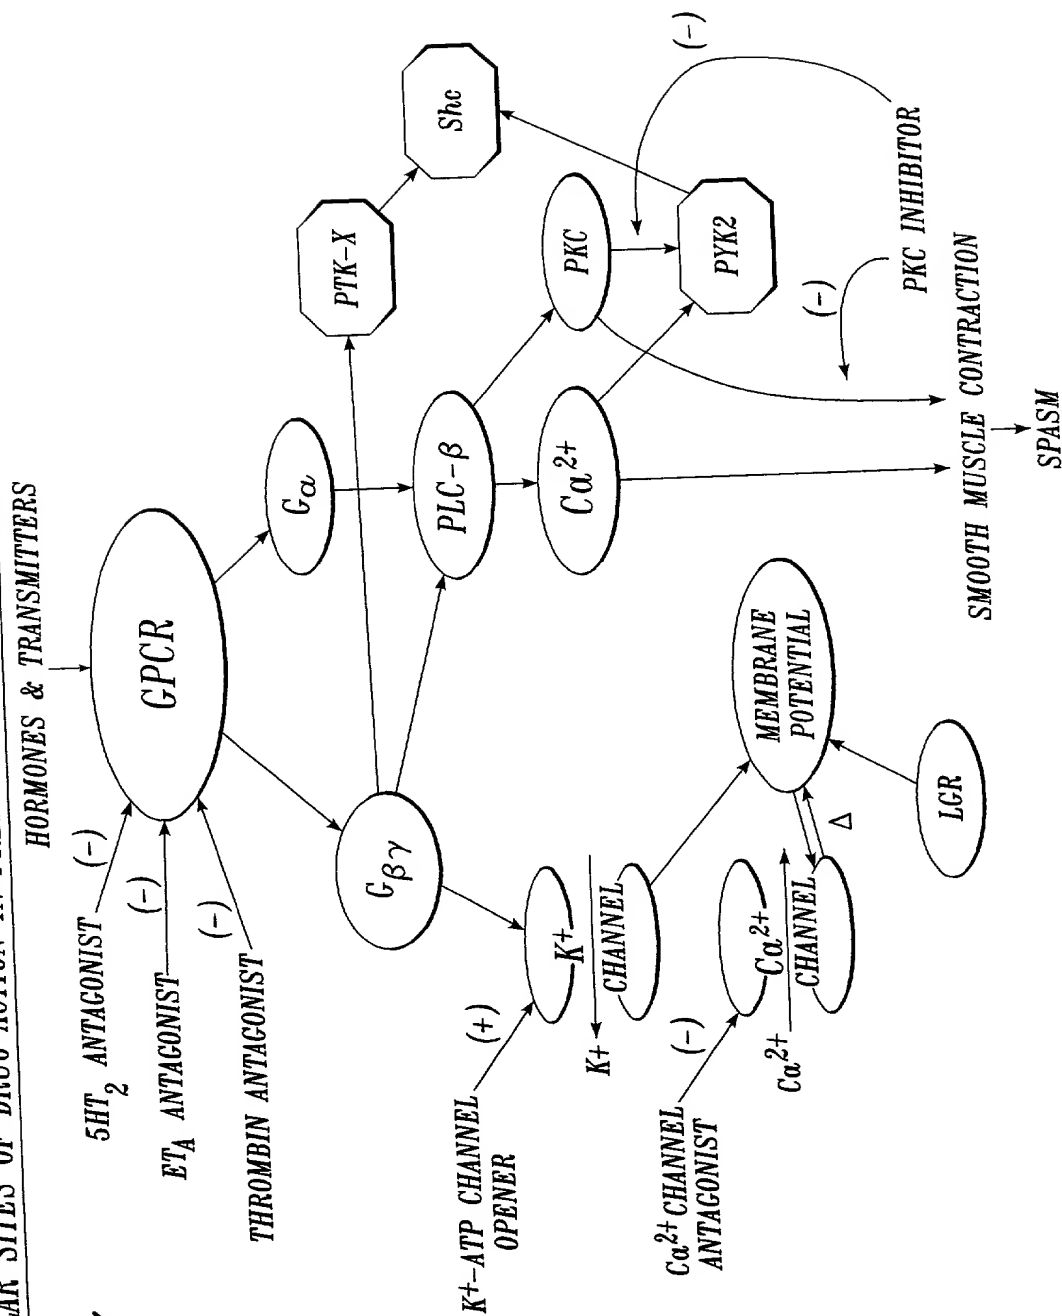 SITES OF DRUG ACTION IN
HORMONES & TRANSMITTERS
5HT2 ANTAGONIST
(-)
ETA ANTAGONIST
(-)
THROMBIN ANTAGONIST
(-)
GPCR
Gα
Gβγ
PTK-X
Shc
PLC-β
PKC
Ca2+
PYK2
(-)
(-)
PKC INHIBITOR
K+-ATP CHANNEL
OPENER
(+)
K+
CHANNEL
K+
Ca2+ CHANNEL
ANTAGONIST
(-)
Ca2+
CHANNEL
Ca2+
Δ
MEMBRANE
POTENTIAL
LGR
SMOOTH MUSCLE CONTRACTION
SPASM